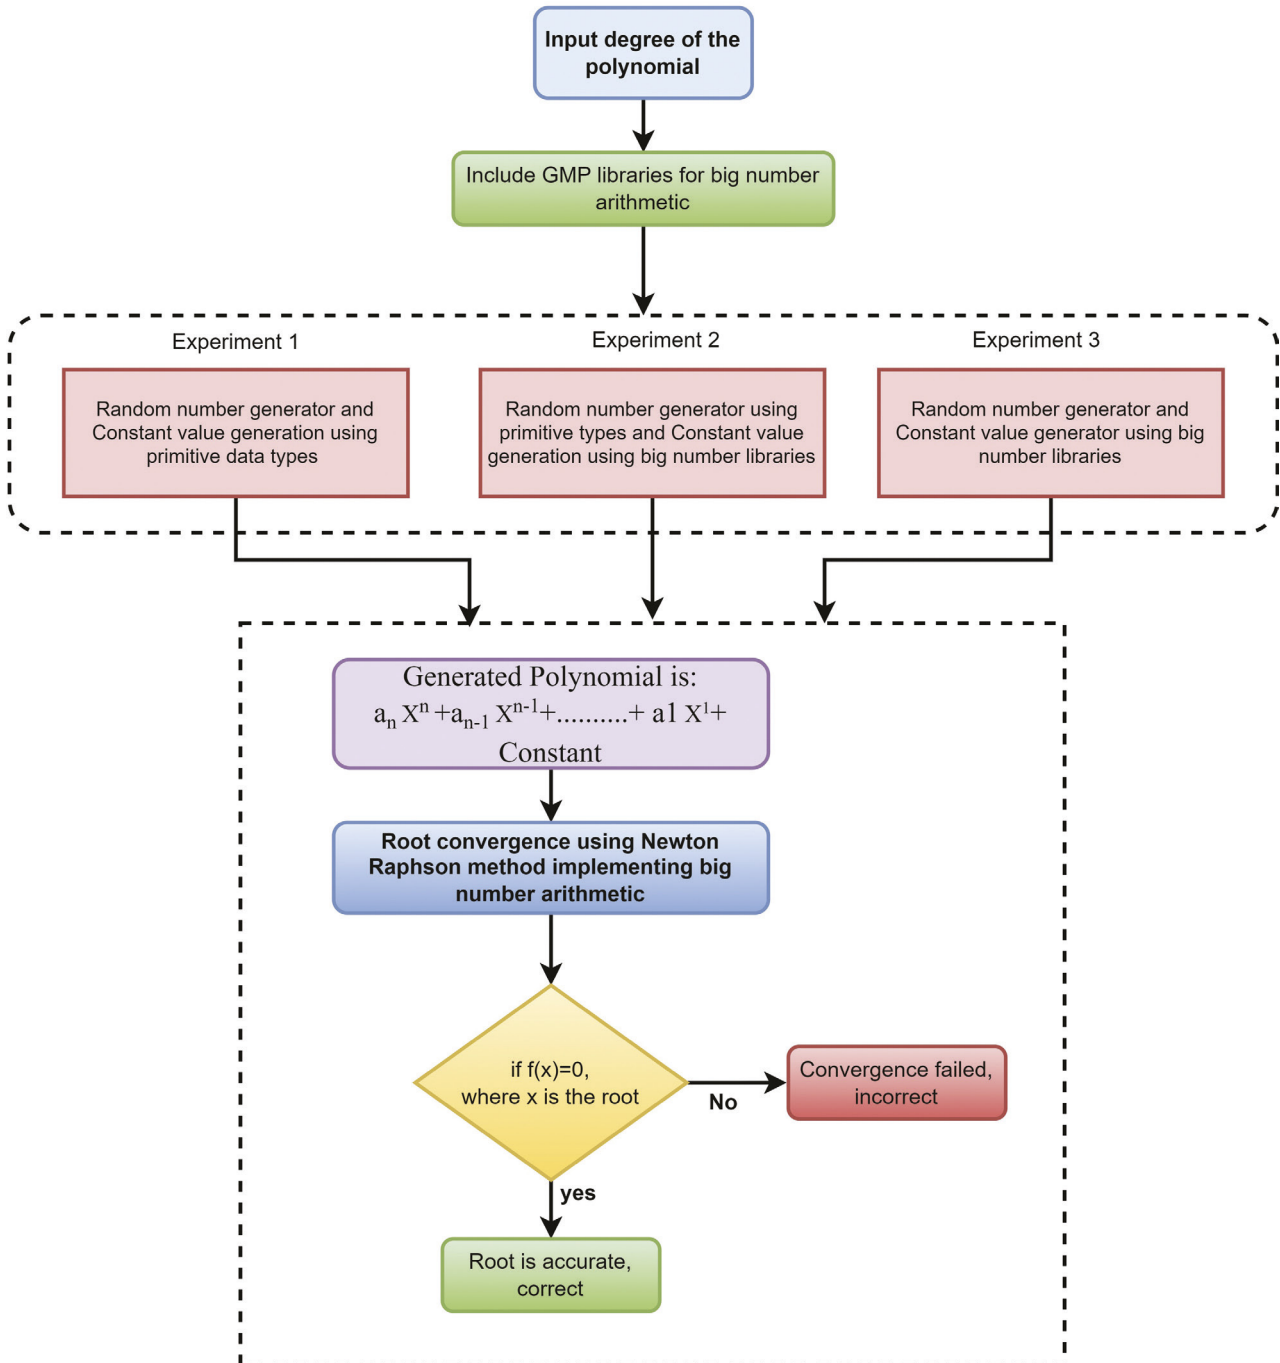 Input degree of the
polynomial
Include GMP libraries for big number
arithmetic
Experiment 1
Random number generator and
Constant value generation using
primitive data types
Experiment 2
Random number generator using
primitive types and Constant value
generation using big number libraries
Experiment 3
Random number generator and
Constant value generator using big
number libraries
Generated Polynomial is:
aₙ Xⁿ +aₙ₋₁ Xⁿ⁻¹+..........+ a1 X¹+
Constant
Root convergence using Newton
Raphson method implementing big
number arithmetic
if f(x)=0,
where x is the root
No
Convergence failed,
incorrect
yes
Root is accurate,
correct